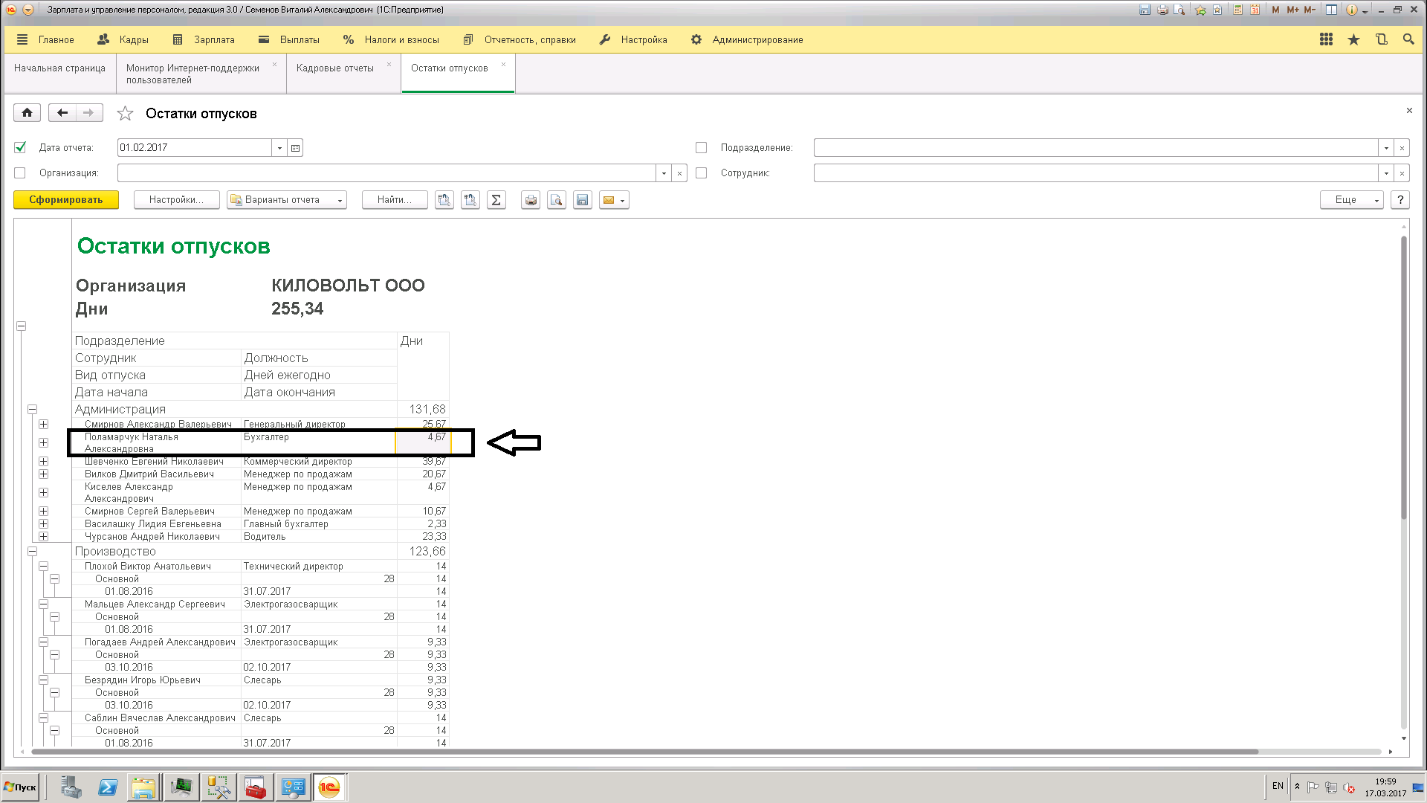 Зарплата и управление персоналом, редакция 3.0 / Семенов Виталий Александрович (1С:Предприятие)
M M+ M-
Главное Кадры Зарплата Выплаты % Налоги и взносы Отчетность, справки Настройка Администрирование
Начальная страница
Монитор Интернет-поддержки
пользователей
Кадровые отчеты
Остатки отпусков
Остатки отпусков
Дата отчета: 01.02.2017 Подразделение:
Организация: Сотрудник:
Сформировать Настройки... Варианты отчета Найти... Σ Еще ?
Остатки отпусков
Организация КИЛОВОЛЬТ ООО
Дни 255,34
Подразделение Дни
Сотрудник Должность
Вид отпуска Дней ежегодно
Дата начала Дата окончания
Администрация 131,68
Смирнов Александр Валерьевич Генеральный директор 25,67
Поламарчук Наталья Бухгалтер 4,67
Александровна
Шевченко Евгений Николаевич Коммерческий директор 39,67
Вилков Дмитрий Васильевич Менеджер по продажам 20,67
Киселев Александр Менеджер по продажам 4,67
Александрович
Смирнов Сергей Валерьевич Менеджер по продажам 10,67
Василашку Лидия Евгеньевна Главный бухгалтер 2,33
Чурсанов Андрей Николаевич Водитель 23,33
Производство 123,66
Плохой Виктор Анатольевич Технический директор 14
Основной 28 14
01.08.2016 31.07.2017 14
Мальцев Александр Сергеевич Электрогазосварщик 14
Основной 28 14
01.08.2016 31.07.2017 14
Погадаев Андрей Александрович Электрогазосварщик 9,33
Основной 28 9,33
03.10.2016 02.10.2017 9,33
Безрядин Игорь Юрьевич Слесарь 9,33
Основной 28 9,33
03.10.2016 02.10.2017 9,33
Саблин Вячеслав Александрович Слесарь 14
Основной 28 14
01.08.2016 31.07.2017 14
Пуск EN 19:59
17.03.2017